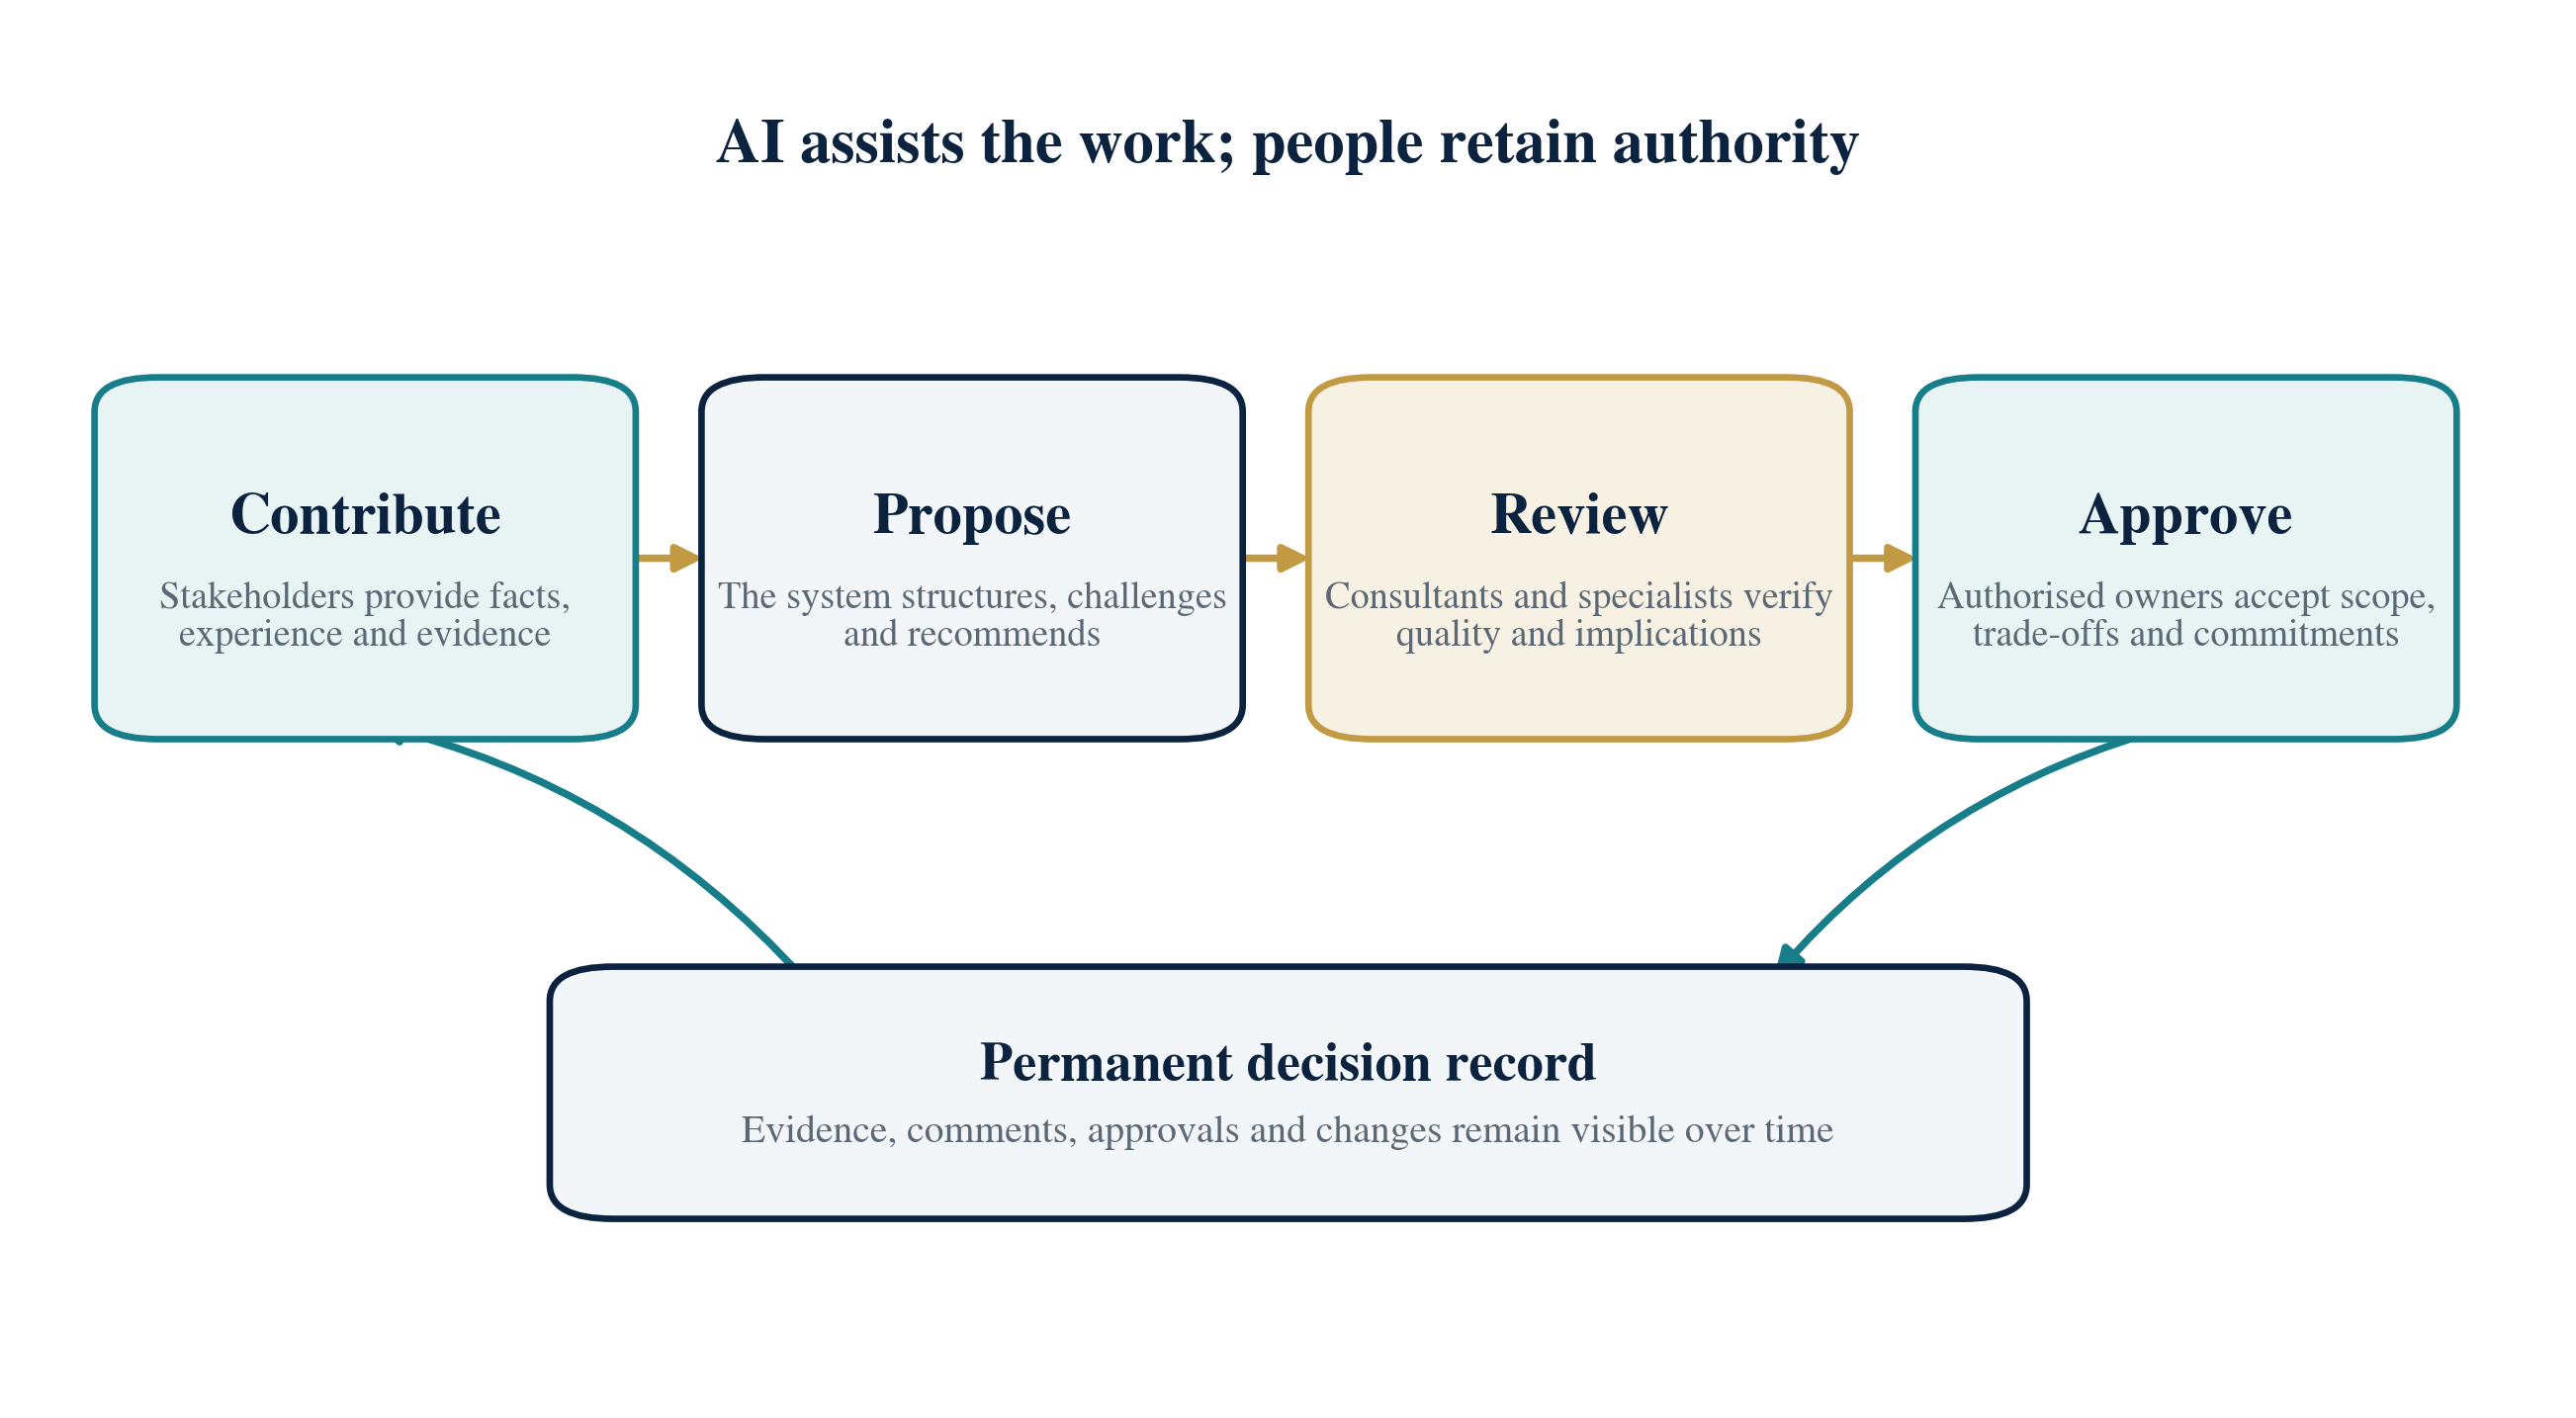 AI assists the work; people retain authority
Contribute
Stakeholders provide facts,
experience and evidence
Propose
The system structures, challenges
and recommends
Review
Consultants and specialists verify
quality and implications
Approve
Authorised owners accept scope,
trade-offs and commitments
Permanent decision record
Evidence, comments, approvals and changes remain visible over time